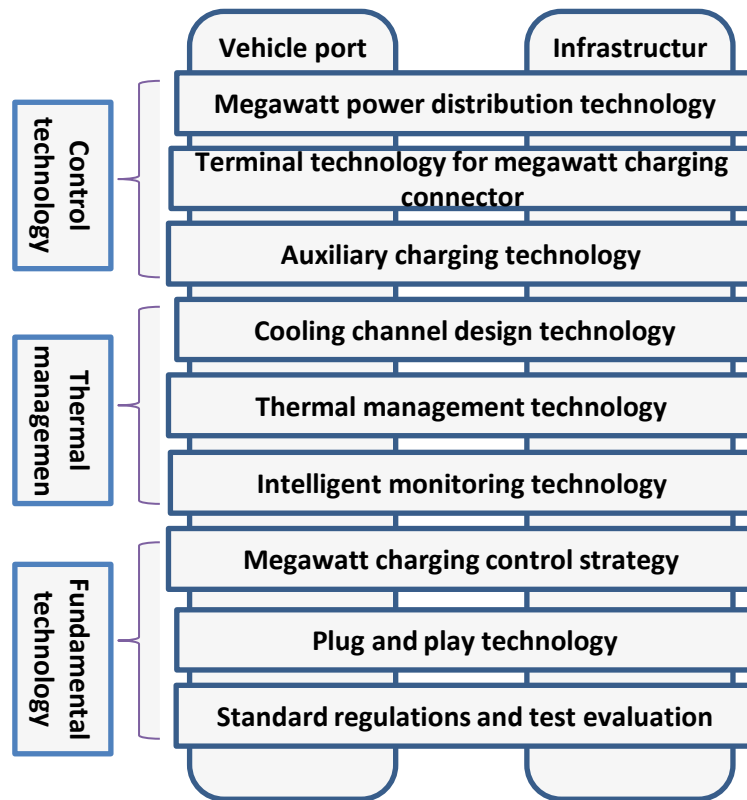 Vehicle port
Infrastructur
Control
technology
Megawatt power distribution technology
Terminal technology for megawatt charging
connector
Auxiliary charging technology
Thermal
managemen
Cooling channel design technology
Thermal management technology
Intelligent monitoring technology
Fundamental
technology
Megawatt charging control strategy
Plug and play technology
Standard regulations and test evaluation